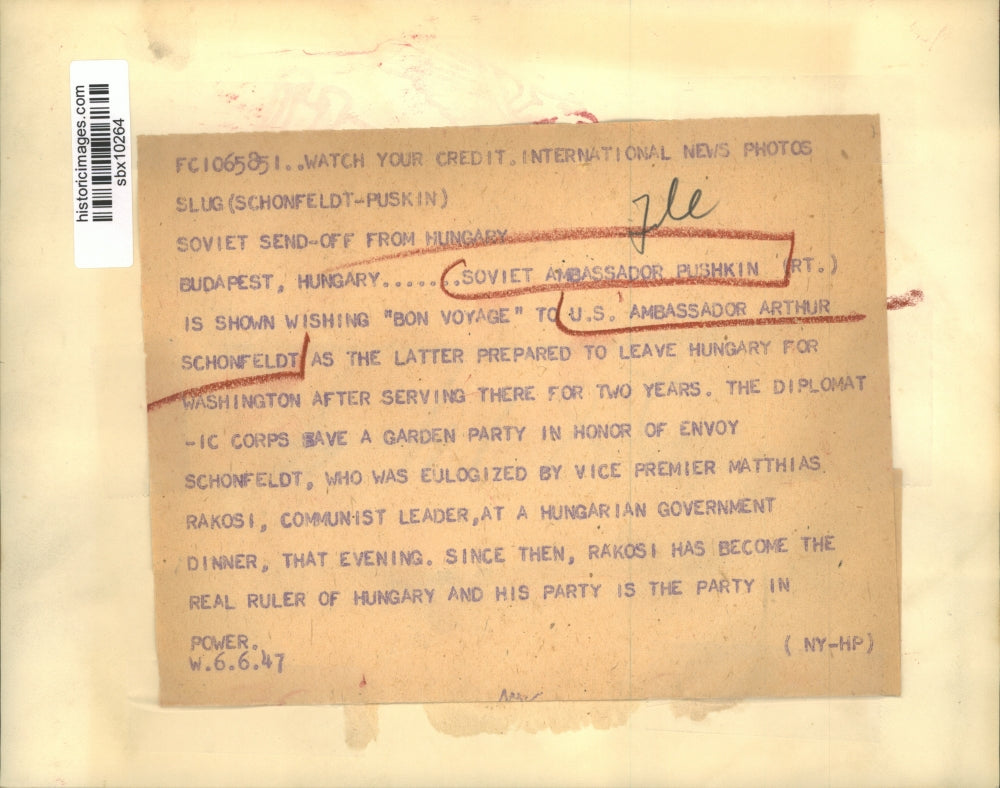 historicimages.com
sbx10264
FC1065851..WATCH YOUR CREDIT.INTERNATIONAL NEWS PHOTOS
SLUG(SCHONFELDT-PUSKIN)
file
SOVIET SEND-OFF FROM HUNGARY
BUDAPEST, HUNGARY.......SOVIET AMBASSADOR PUSHKIN (RT.)
IS SHOWN WISHING "BON VOYAGE" TO U.S. AMBASSADOR ARTHUR
SCHONFELDT AS THE LATTER PREPARED TO LEAVE HUNGARY FOR
WASHINGTON AFTER SERVING THERE FOR TWO YEARS. THE DIPLOMAT
-IC CORPS GAVE A GARDEN PARTY IN HONOR OF ENVOY
SCHONFELDT, WHO WAS EULOGIZED BY VICE PREMIER MATTHIAS
RAKOSI, COMMUNIST LEADER,AT A HUNGARIAN GOVERNMENT
DINNER, THAT EVENING. SINCE THEN, RAKOSI HAS BECOME THE
REAL RULER OF HUNGARY AND HIS PARTY IS THE PARTY IN
POWER.
W.6.6.47 (NY-HP)